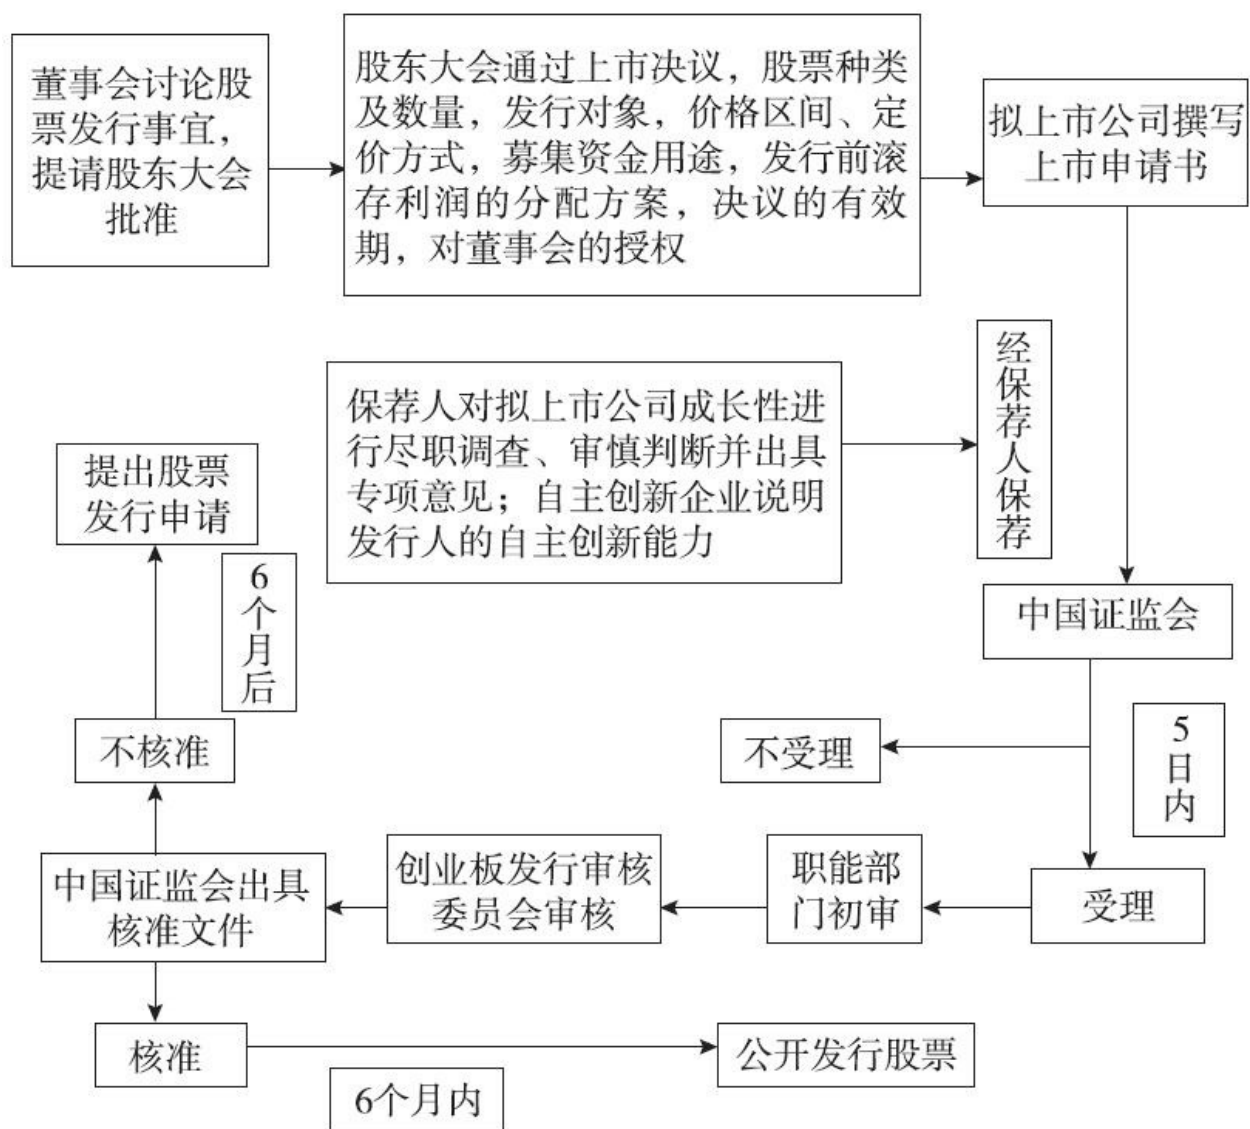 董事会讨论股
票发行事宜，
提请股东大会
批准
股东大会通过上市决议，股票种类
及数量，发行对象，价格区间、定
价方式，募集资金用途，发行前滚
存利润的分配方案，决议的有效
期，对董事会的授权
拟上市公司撰写
上市申请书
经保荐人保荐
保荐人对拟上市公司成长性进
行尽职调查、审慎判断并出具
专项意见；自主创新企业说明
发行人的自主创新能力
提出股票
发行申请
6个月后
中国证监会
不核准
不受理
5日内
中国证监会出具
核准文件
创业板发行审核
委员会审核
职能部
门初审
受理
核准
公开发行股票
6个月内